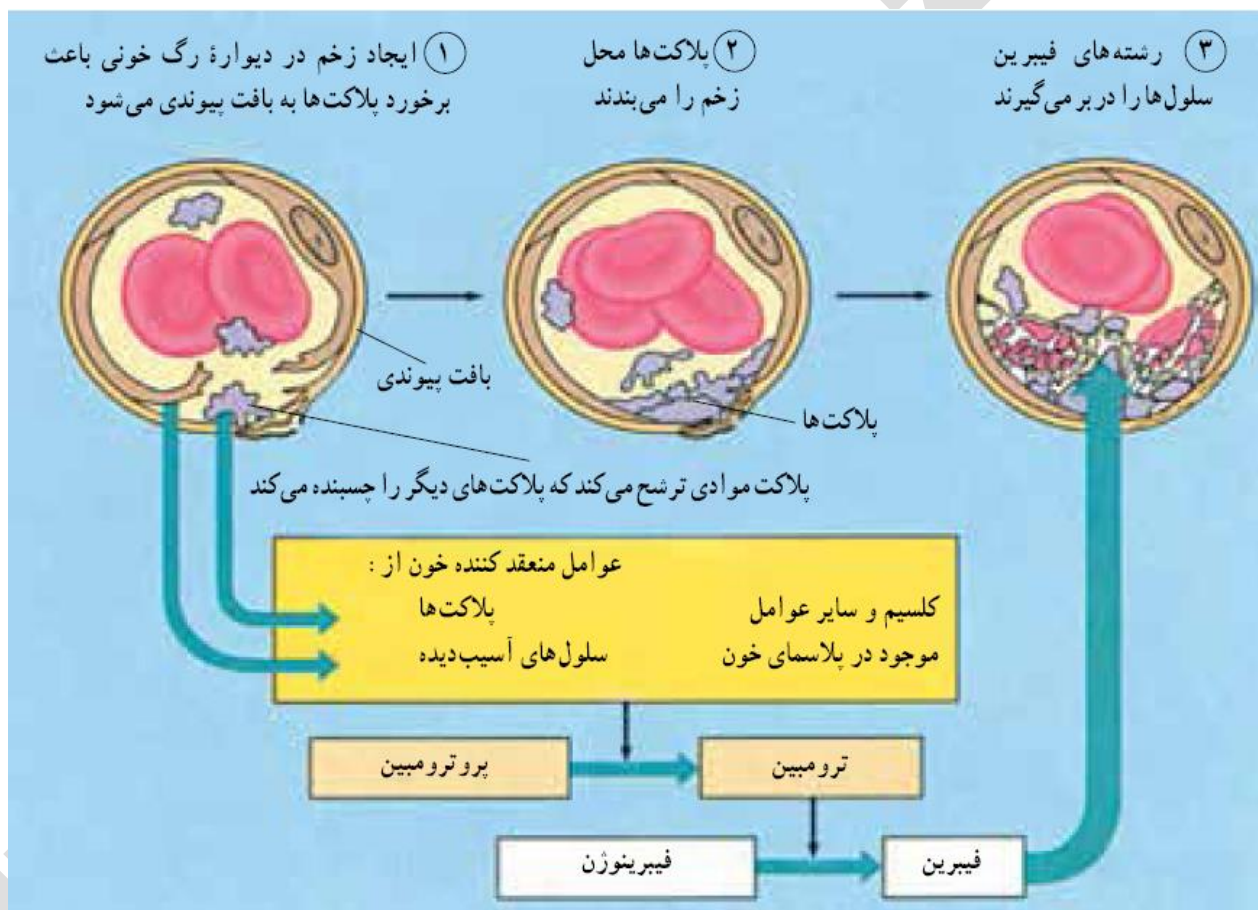 ۱ ایجاد زخم در دیوارهٔ رگ خونی باعث
برخورد پلاکت‌ها به بافت پیوندی می‌شود
۲ پلاکت‌ها محل
زخم را می‌بندند
۳ رشته‌های فیبرین
سلول‌ها را در بر می‌گیرند
بافت پیوندی
پلاکت‌ها
پلاکت موادی ترشح می‌کند که پلاکت‌های دیگر را چسبنده می‌کند
عوامل منعقد کننده خون از :
کلسیم و سایر عوامل
موجود در پلاسمای خون
پلاکت‌ها
سلول‌های آسیب‌دیده
پروترومبین
ترومبین
فیبرینوژن
فیبرین